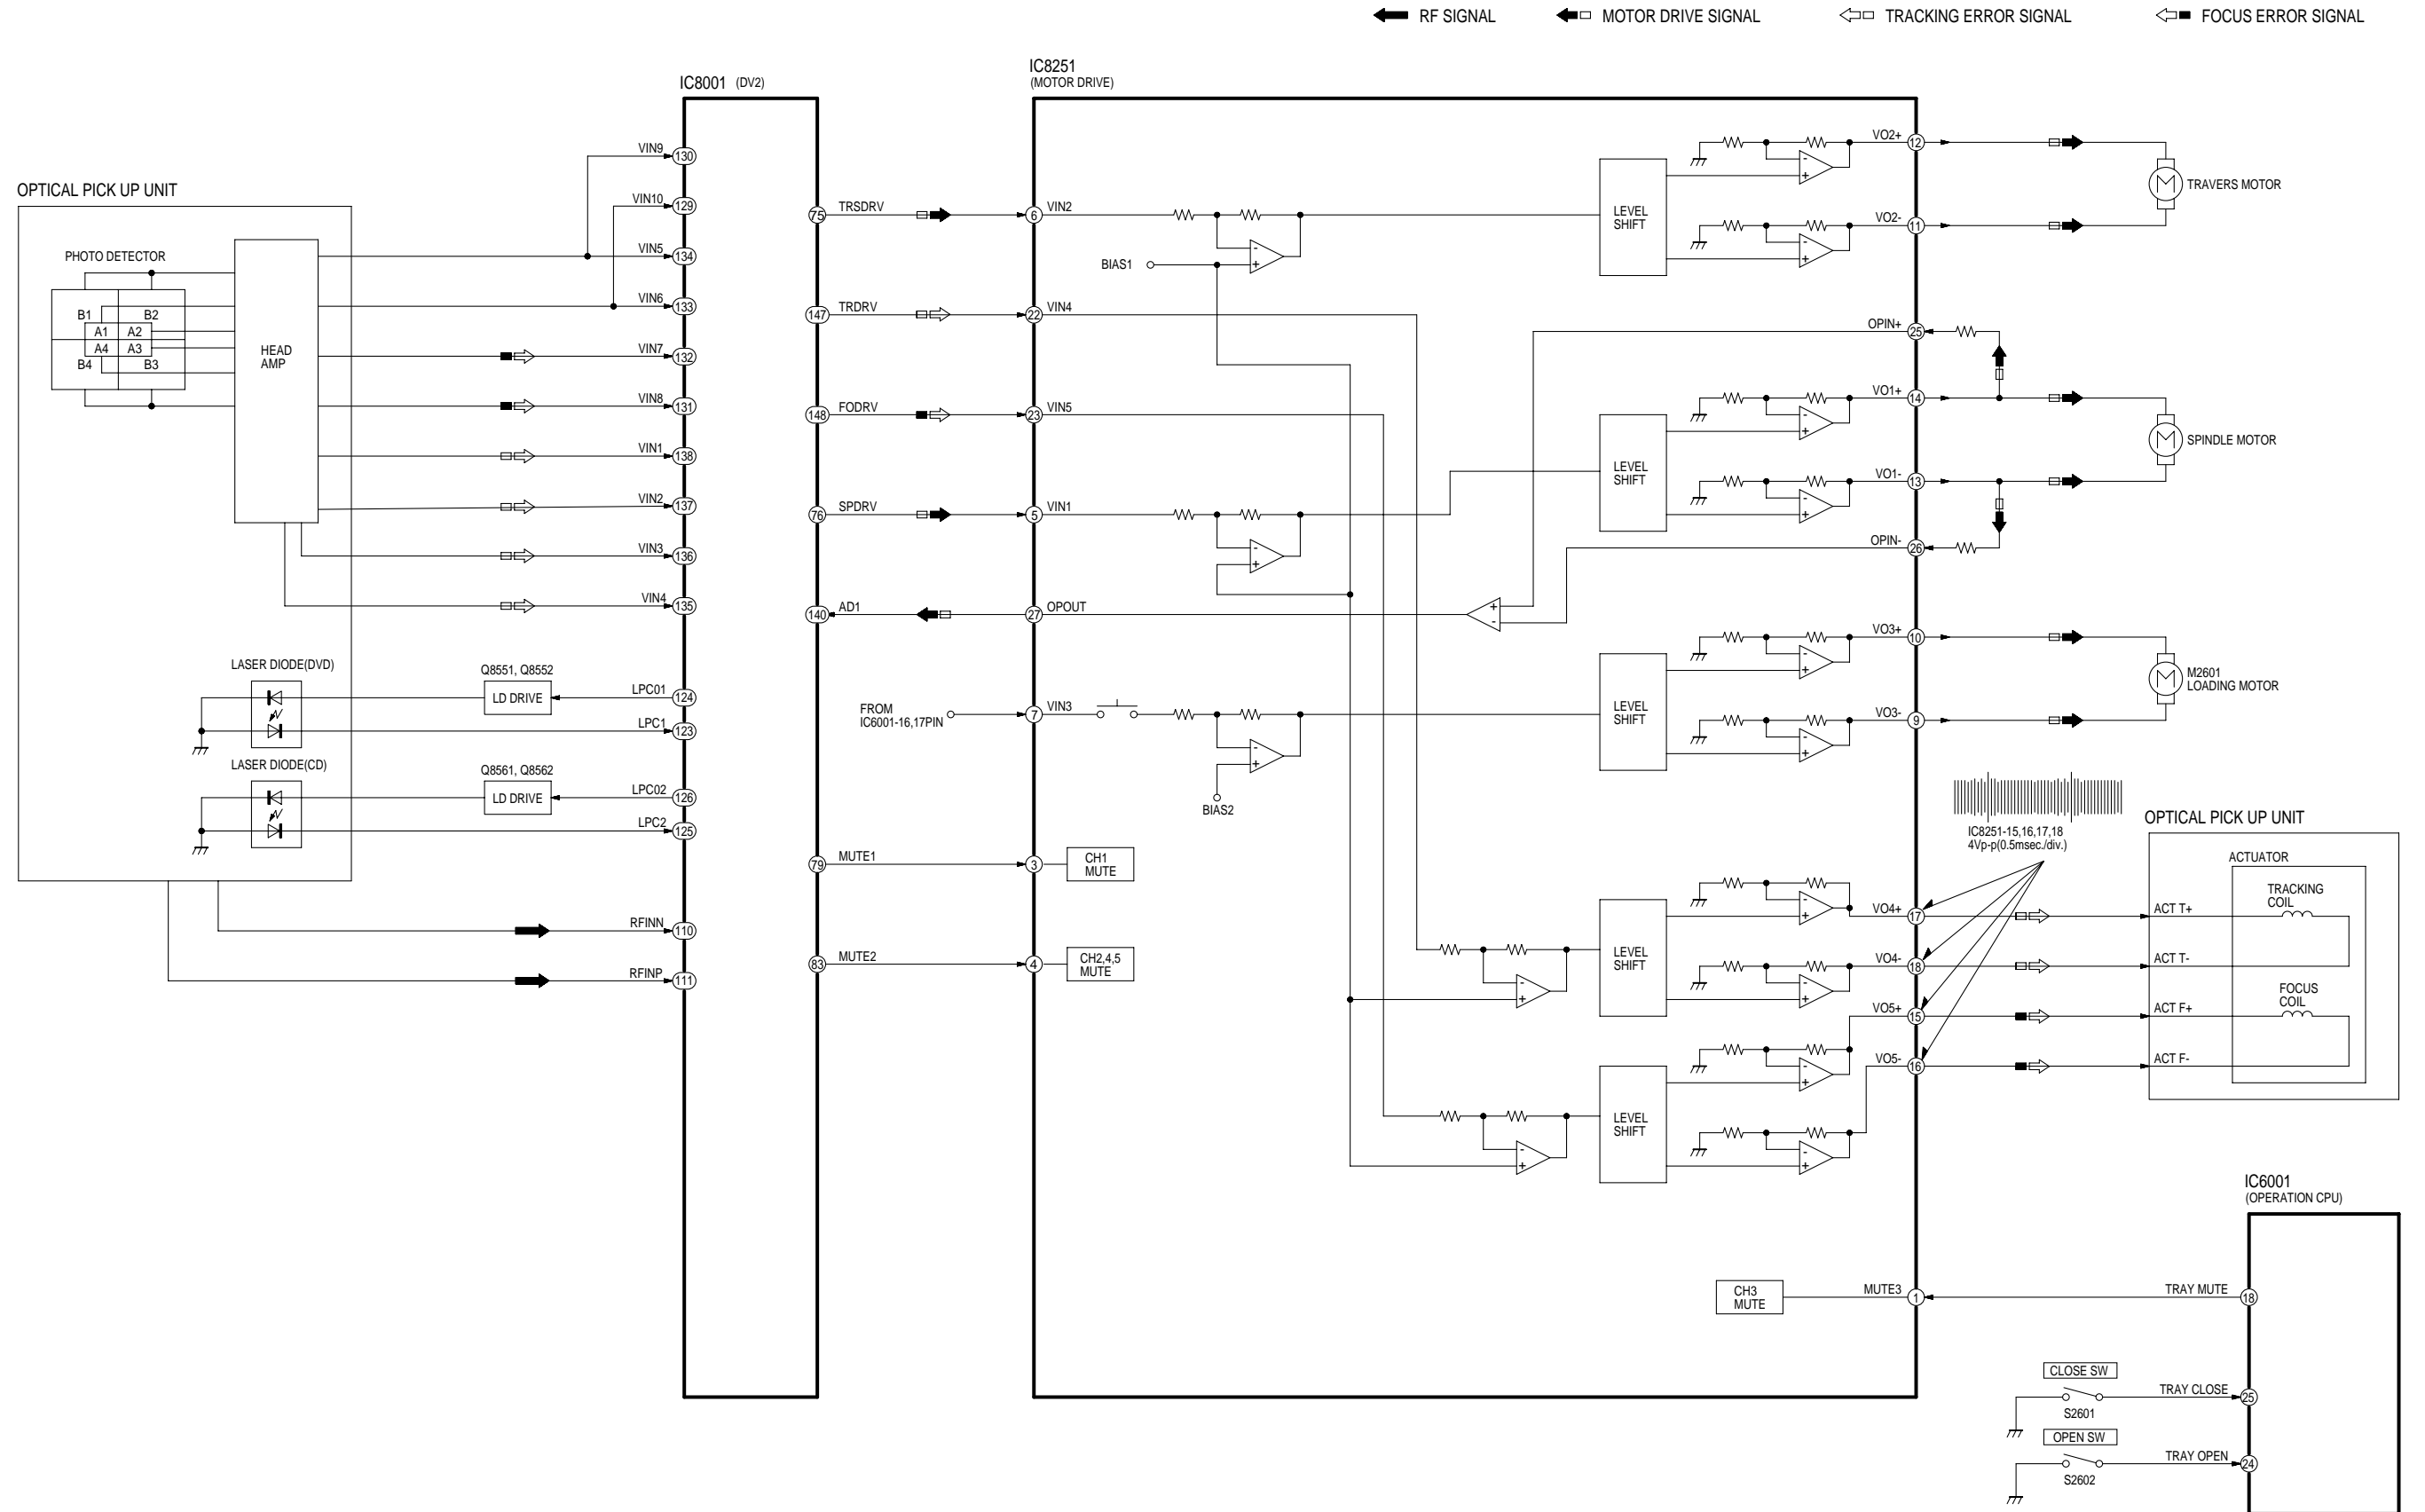 RF SIGNAL
MOTOR DRIVE SIGNAL
TRACKING ERROR SIGNAL
FOCUS ERROR SIGNAL
OPTICAL PICK UP UNIT
PHOTO DETECTOR
B1
B2
A1
A2
A4
A3
B4
B3
HEAD
AMP
LASER DIODE(DVD)
LASER DIODE(CD)
Q8551, Q8552
LD DRIVE
Q8561, Q8562
LD DRIVE
IC8001 (DV2)
VIN9
130
VIN10
129
VIN5
134
VIN6
133
VIN7
132
VIN8
131
VIN1
138
VIN2
137
VIN3
136
VIN4
135
LPC01
124
LPC1
123
LPC02
126
LPC2
125
RFINN
110
RFINP
111
75
TRSDRV
147
TRDRV
148
FODRV
76
SPDRV
140
AD1
79
MUTE1
83
MUTE2
FROM
IC6001-16,17PIN
IC8251
(MOTOR DRIVE)
6
VIN2
BIAS1
22
VIN4
23
VIN5
5
VIN1
27
OPOUT
7
VIN3
BIAS2
3
CH1
MUTE
4
CH2,4,5
MUTE
-
+
-
+
+
-
-
+
-
+
-
+
LEVEL
SHIFT
-
+
-
+
LEVEL
SHIFT
-
+
-
+
LEVEL
SHIFT
-
+
-
+
LEVEL
SHIFT
-
+
-
+
LEVEL
SHIFT
-
+
-
+
VO2+
12
VO2-
11
OPIN+
25
VO1+
14
VO1-
13
OPIN-
26
VO3+
10
VO3-
9
VO4+
17
VO4-
18
VO5+
15
VO5-
16
CH3
MUTE
MUTE3
1
M
TRAVERS MOTOR
M
SPINDLE MOTOR
M
M2601
LOADING MOTOR
IC8251-15,16,17,18
4Vp-p(0.5msec./div.)
OPTICAL PICK UP UNIT
ACTUATOR
TRACKING
COIL
ACT T+
ACT T-
FOCUS
COIL
ACT F+
ACT F-
IC6001
(OPERATION CPU)
TRAY MUTE
18
CLOSE SW
TRAY CLOSE
25
S2601
OPEN SW
TRAY OPEN
24
S2602